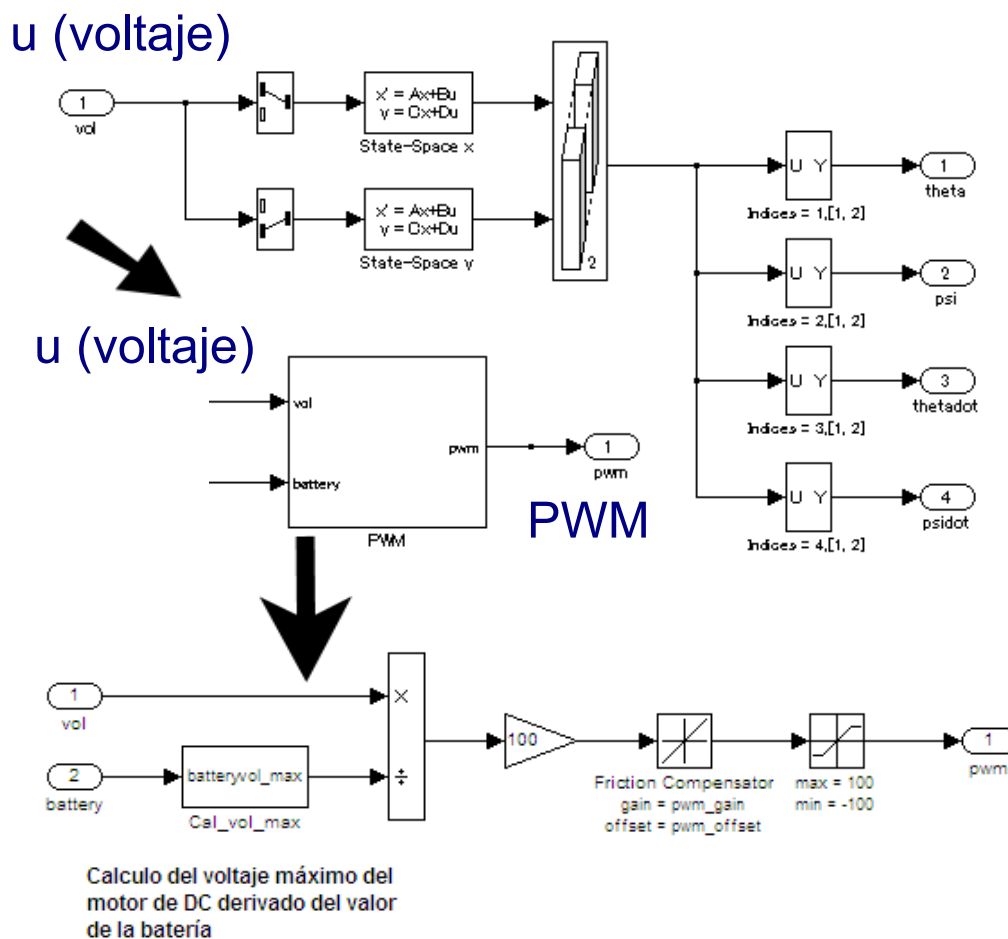 u (voltaje)
1
vol
x' = Ax+Bu
y = Cx+Du
State-Space x
x' = Ax+Bu
y = Cx+Du
State-Space y
2
U Y
Indices = 1,[1, 2]
1
theta
U Y
Indices = 2,[1, 2]
2
psi
U Y
Indices = 3,[1, 2]
3
thetadot
U Y
Indices = 4,[1, 2]
4
psidot
u (voltaje)
vol
battery
pwm
PWM
1
pwm
PWM
1
vol
2
battery
batteryvol_max
Cal_vol_max
×
÷
100
Friction Compensator
gain = pwm_gain
offset = pwm_offset
max = 100
min = -100
1
pwm
Calculo del voltaje máximo del
motor de DC derivado del valor
de la batería